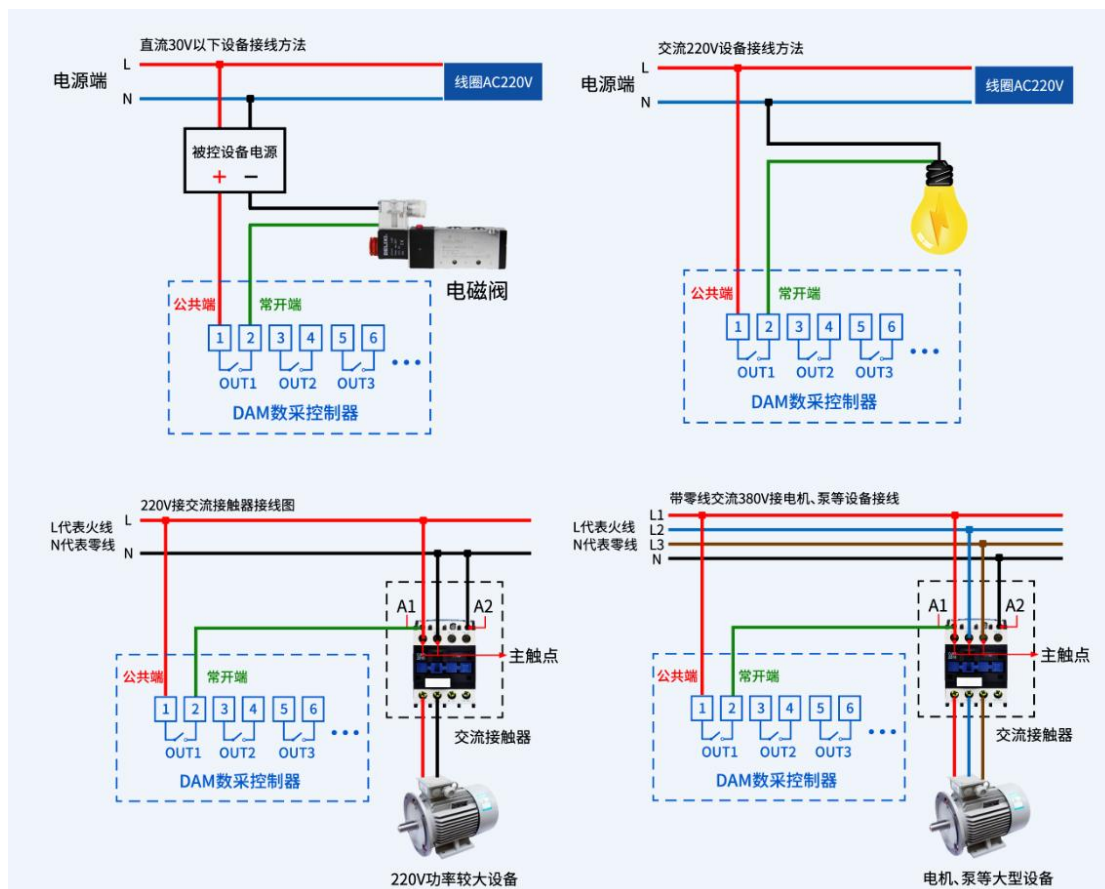 直流30V以下设备接线方法
L
电源端
N
线圈AC220V
被控设备电源
+ −
电磁阀
公共端
常开端
1 2 3 4 5 6
OUT1 OUT2 OUT3
DAM数采控制器
交流220V设备接线方法
L
电源端
N
线圈AC220V
公共端
常开端
1 2 3 4 5 6
OUT1 OUT2 OUT3
DAM数采控制器
220V接交流接触器接线图
L代表火线 L
N代表零线 N
A1 A2
主触点
公共端
常开端
1 2 3 4 5 6
OUT1 OUT2 OUT3
DAM数采控制器
交流接触器
220V功率较大设备
带零线交流380V接电机、泵等设备接线
L1
L代表火线 L2
N代表零线 L3
N
A1 A2
主触点
公共端
常开端
1 2 3 4 5 6
OUT1 OUT2 OUT3
DAM数采控制器
交流接触器
电机、泵等大型设备